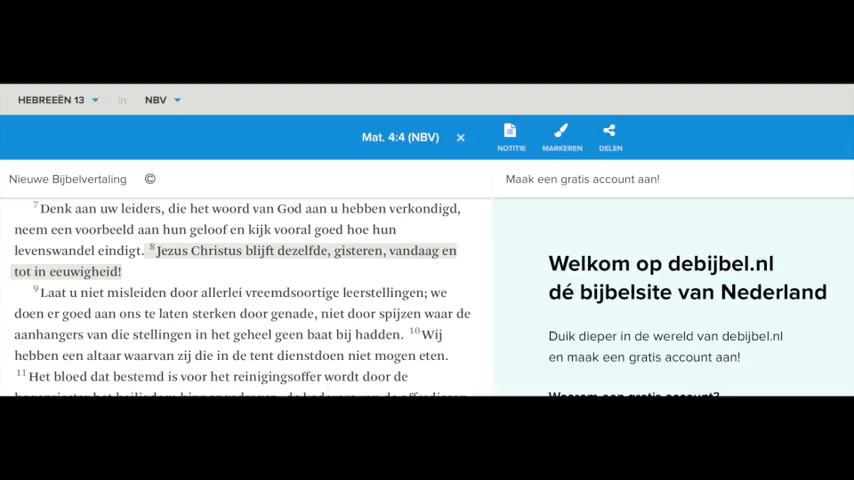 HEBREEËN 13 in NBV
Mat. 4:4 (NBV) ×
NOTITIE MARKEREN DELEN
Nieuwe Bijbelvertaling ©
Maak een gratis account aan!
7 Denk aan uw leiders, die het woord van God aan u hebben verkondigd,
neem een voorbeeld aan hun geloof en kijk vooral goed hoe hun
levenswandel eindigt. 8 Jezus Christus blijft dezelfde, gisteren, vandaag en
tot in eeuwigheid!
9 Laat u niet misleiden door allerlei vreemdsoortige leerstellingen; we
doen er goed aan ons te laten sterken door genade, niet door spijzen waar de
aanhangers van die stellingen in het geheel geen baat bij hadden. 10 Wij
hebben een altaar waarvan zij die in de tent dienstdoen niet mogen eten.
11 Het bloed dat bestemd is voor het reinigingsoffer wordt door de
Welkom op debijbel.nl
dé bijbelsite van Nederland
Duik dieper in de wereld van debijbel.nl
en maak een gratis account aan!
Waarom een gratis account?